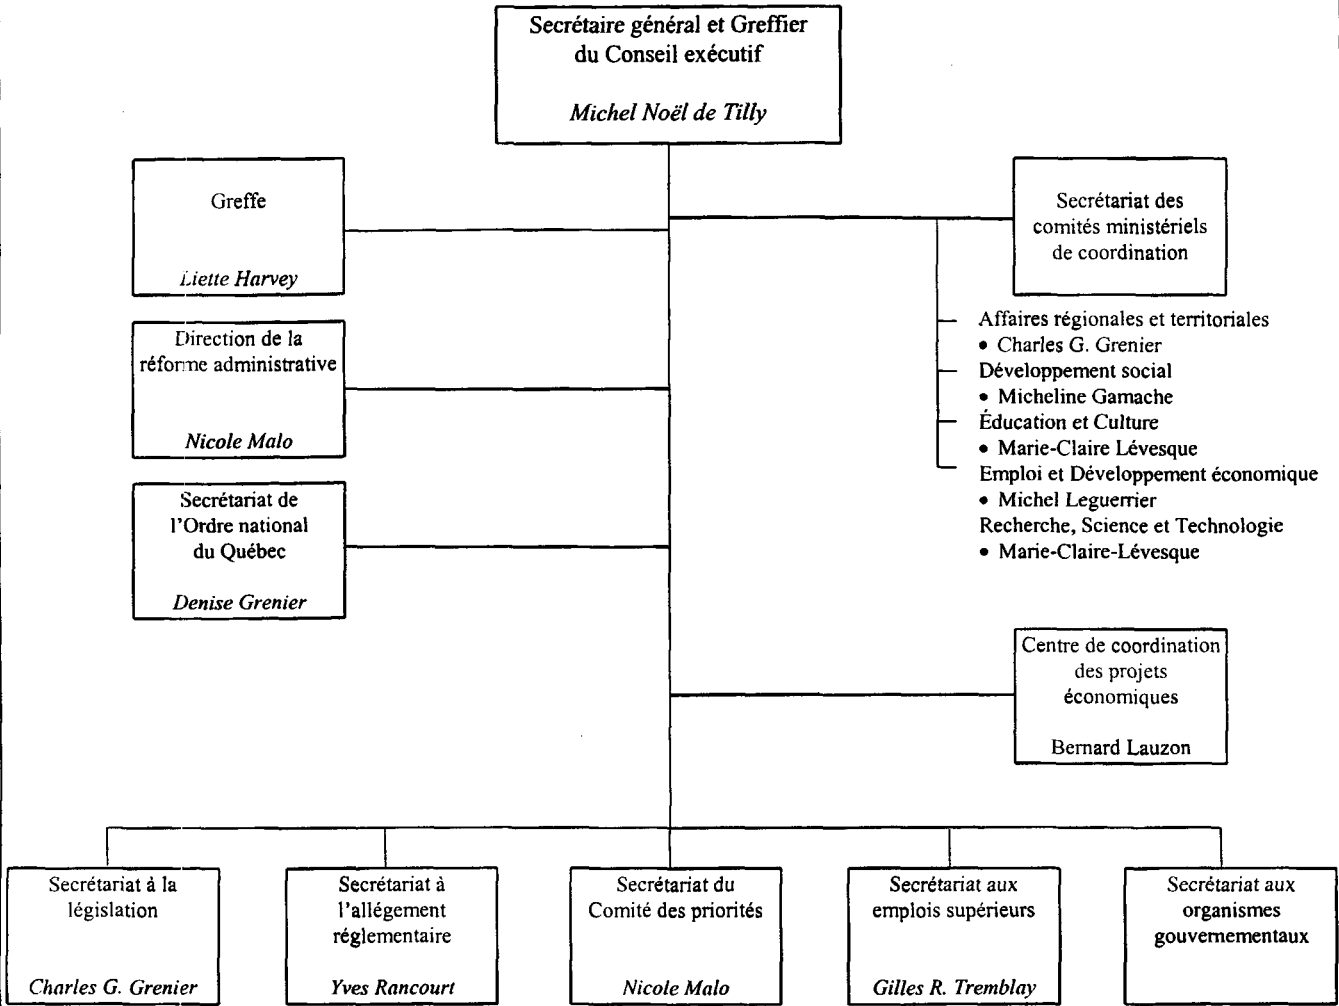 Secrétaire général et Greffier
du Conseil exécutif
Michel Noël de Tilly
Greffe
Liette Harvey
Secrétariat des
comités ministériels
de coordination
Affaires régionales et territoriales
• Charles G. Grenier
Développement social
• Micheline Gamache
Éducation et Culture
• Marie-Claire Lévesque
Emploi et Développement économique
• Michel Leguerrier
Recherche, Science et Technologie
• Marie-Claire-Lévesque
Direction de la
réforme administrative
Nicole Malo
Secrétariat de
l'Ordre national
du Québec
Denise Grenier
Centre de coordination
des projets
économiques
Bernard Lauzon
Secrétariat à la
législation
Charles G. Grenier
Secrétariat à
l'allégement
réglementaire
Yves Rancourt
Secrétariat du
Comité des priorités
Nicole Malo
Secrétariat aux
emplois supérieurs
Gilles R. Tremblay
Secrétariat aux
organismes
gouvernementaux